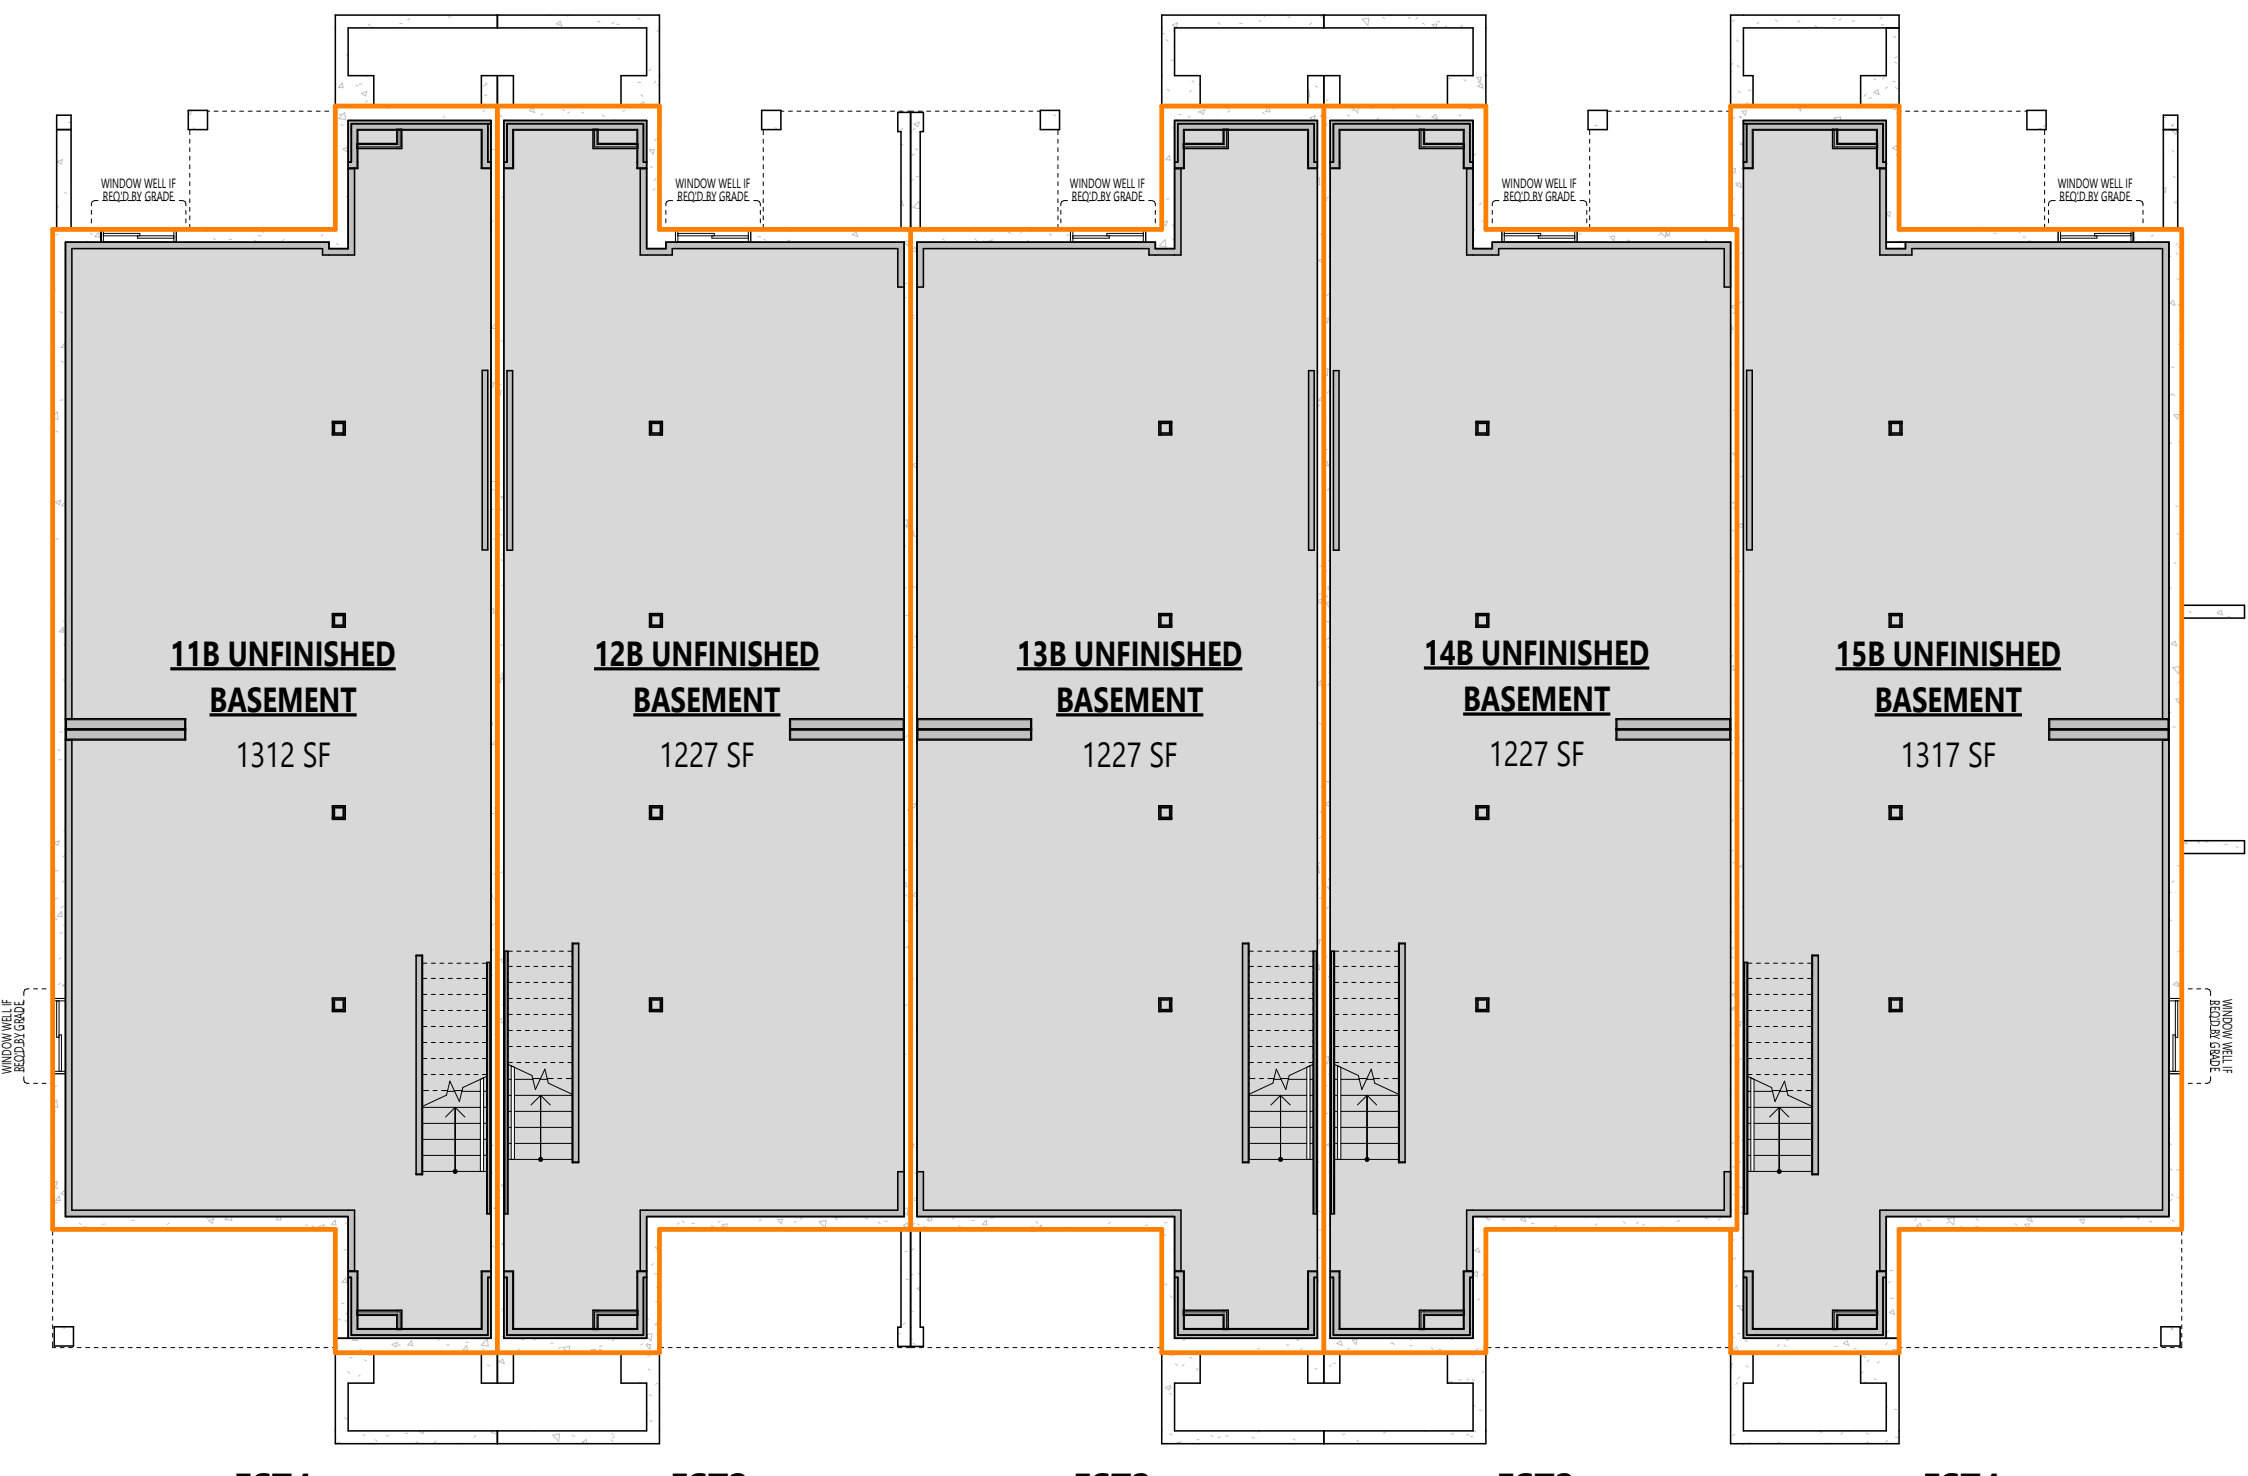 WINDOW WELL IF
REQ'D BY GRADE
WINDOW WELL IF
REQ'D BY GRADE
WINDOW WELL IF
REQ'D BY GRADE
WINDOW WELL IF
REQ'D BY GRADE
WINDOW WELL IF
REQ'D BY GRADE
11B UNFINISHED
BASEMENT
1312 SF
12B UNFINISHED
BASEMENT
1227 SF
13B UNFINISHED
BASEMENT
1227 SF
14B UNFINISHED
BASEMENT
1227 SF
15B UNFINISHED
BASEMENT
1317 SF
WINDOW WELL IF
REQ'D BY GRADE
WINDOW WELL IF
REQ'D BY GRADE